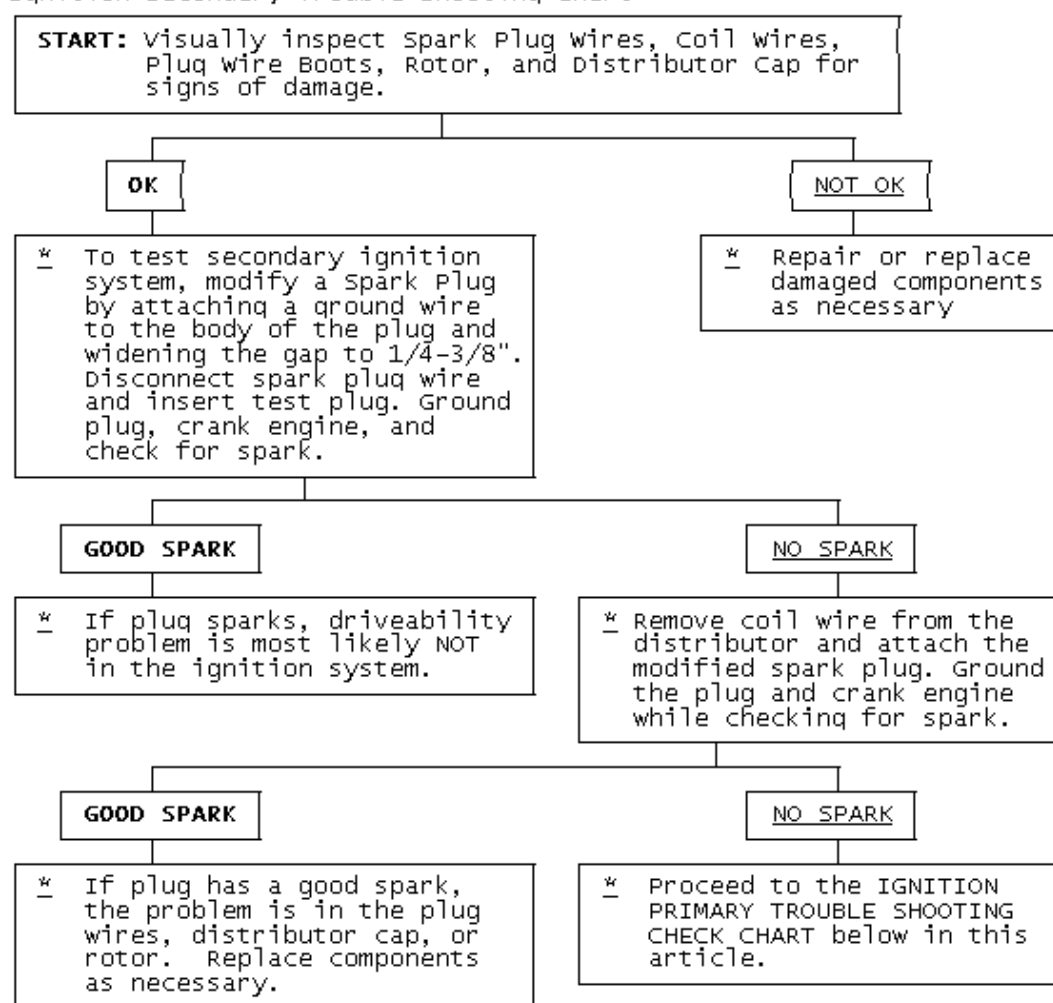 START: Visually inspect Spark Plug Wires, Coil Wires,
Plug Wire Boots, Rotor, and Distributor Cap for
signs of damage.
OK
NOT OK
* To test secondary ignition
system, modify a Spark Plug
by attaching a ground wire
to the body of the plug and
widening the gap to 1/4-3/8".
Disconnect spark plug wire
and insert test plug. Ground
plug, crank engine, and
check for spark.
* Repair or replace
damaged components
as necessary
GOOD SPARK
NO SPARK
* If plug sparks, driveability
problem is most likely NOT
in the ignition system.
* Remove coil wire from the
distributor and attach the
modified spark plug. Ground
the plug and crank engine
while checking for spark.
GOOD SPARK
NO SPARK
* If plug has a good spark,
the problem is in the plug
wires, distributor cap, or
rotor. Replace components
as necessary.
* Proceed to the IGNITION
PRIMARY TROUBLE SHOOTING
CHECK CHART below in this
article.